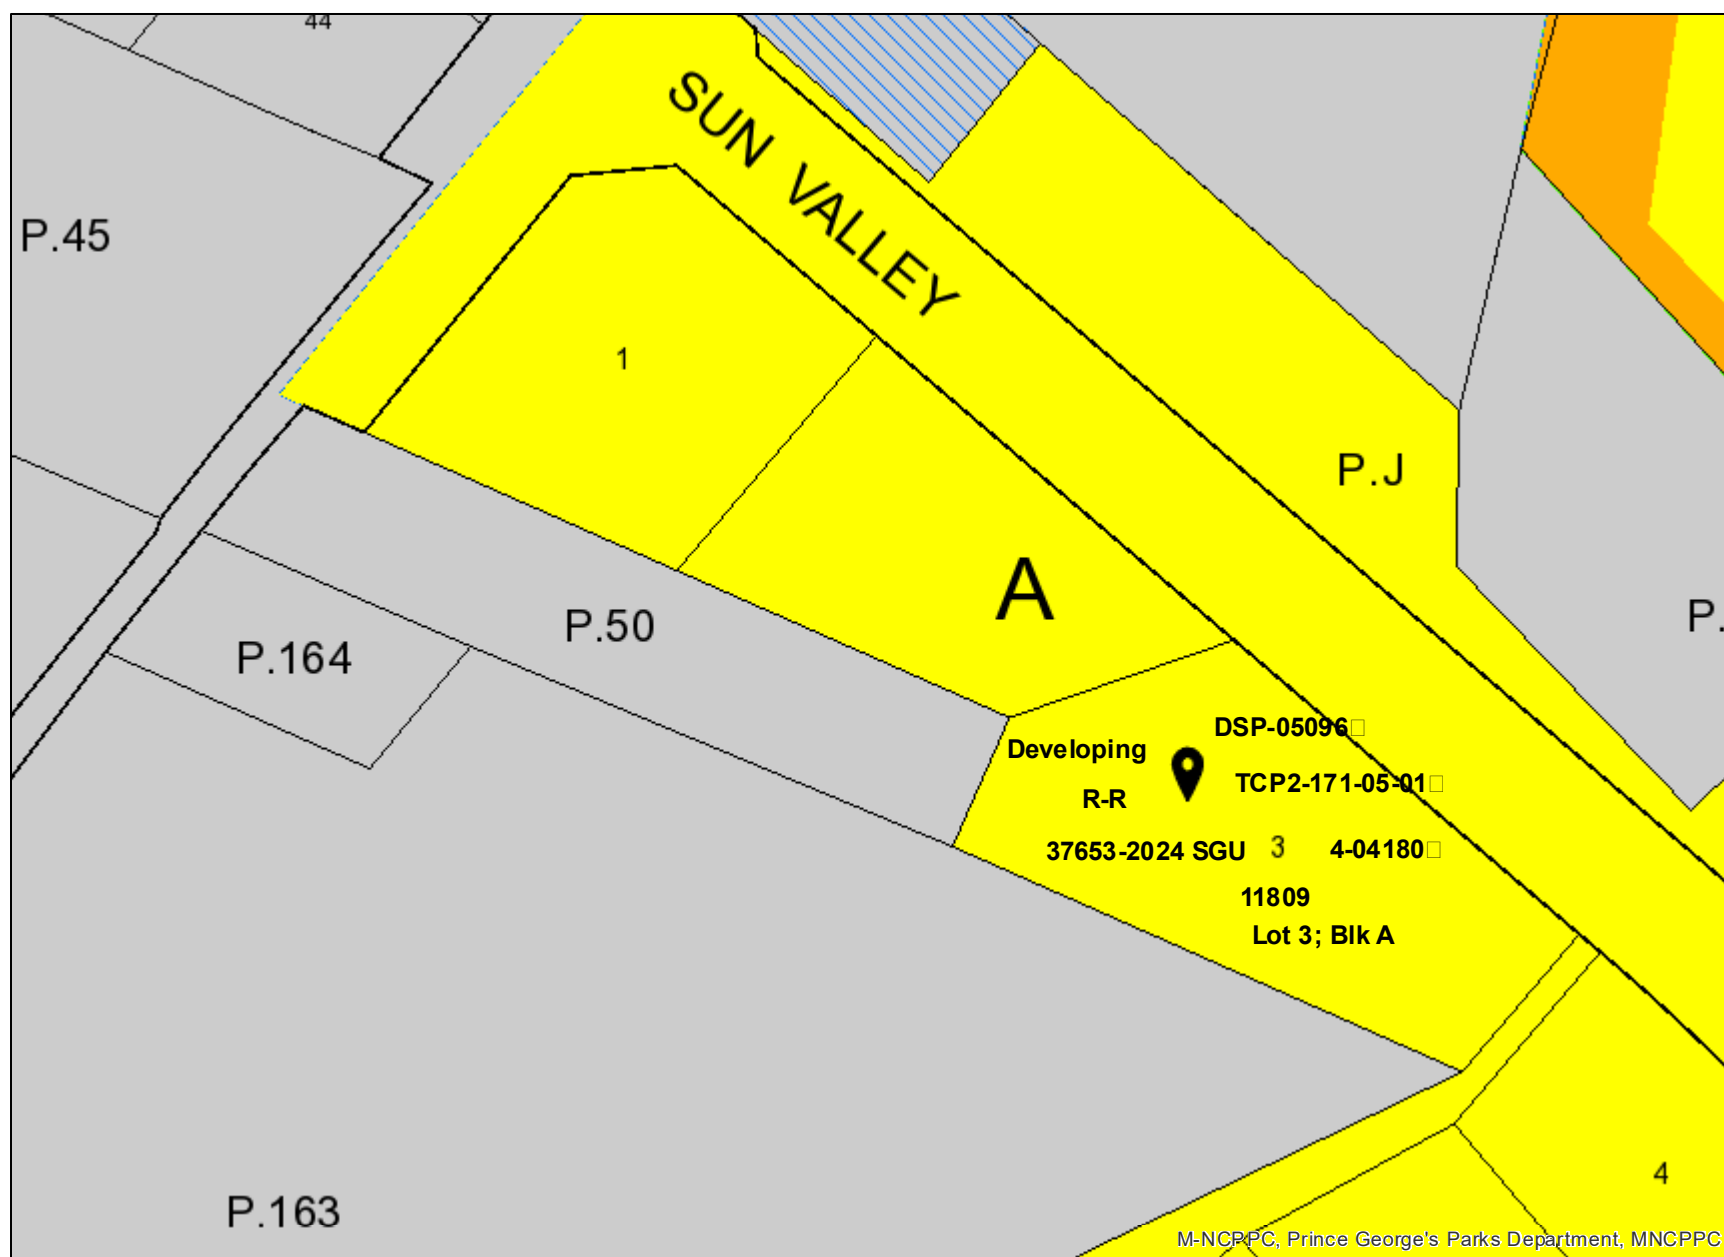 44
SUN VALLEY
P.45
1
P.J
A
P.
P.50
P.164
DSP-05096□
Developing
TCP2-171-05-01□
R-R
37653-2024 SGU
3
4-04180□
11809
Lot 3; Blk A
4
P.163
M-NCPPC, Prince George's Parks Department, MNCPPC